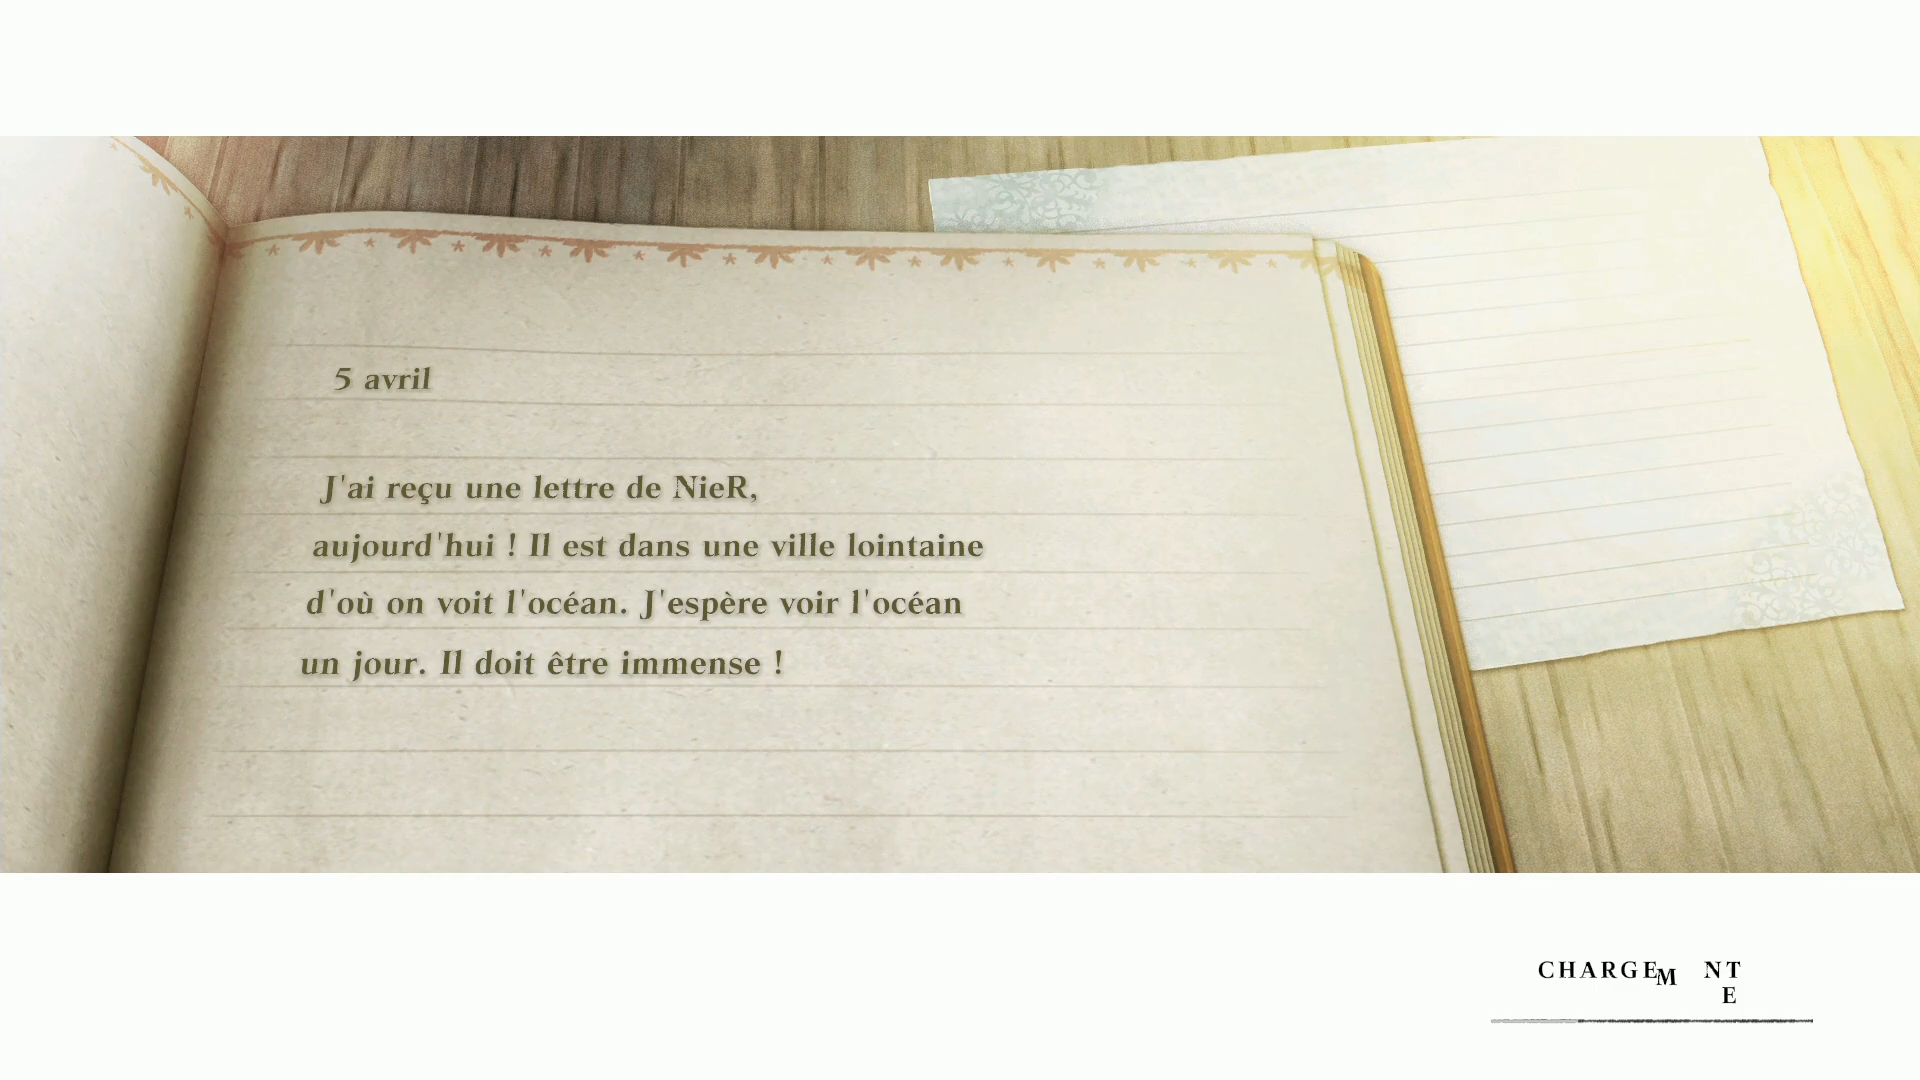 5 avril
J'ai reçu une lettre de NieR,
aujourd'hui ! Il est dans une ville lointaine
d'où on voit l'océan. J'espère voir l'océan
un jour. Il doit être immense !
CHARGEMENT